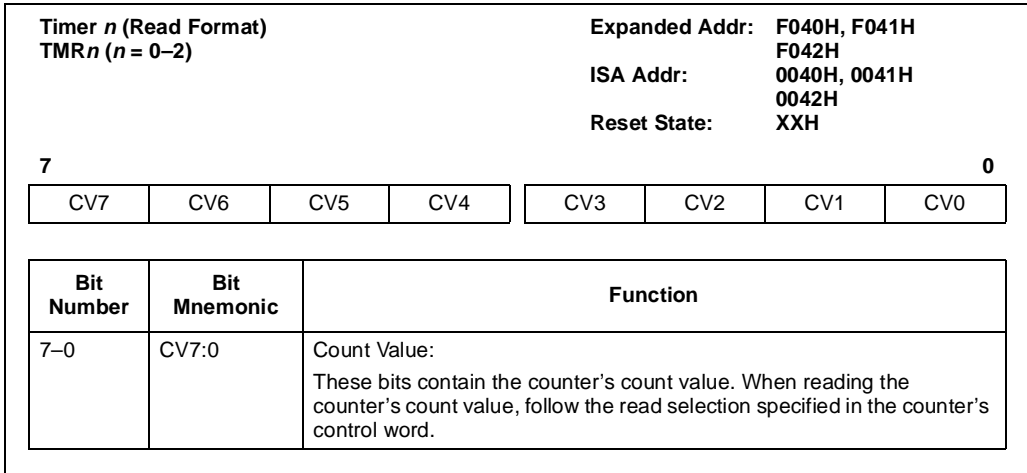 Timer n (Read Format) Expanded Addr: F040H, F041H
TMRn (n = 0–2) F042H
ISA Addr: 0040H, 0041H
0042H
Reset State: XXH
7 0
CV7 CV6 CV5 CV4 CV3 CV2 CV1 CV0
Bit Number Bit Mnemonic Function
7–0 CV7:0 Count Value:
These bits contain the counter’s count value. When reading the
counter’s count value, follow the read selection specified in the counter’s
control word.